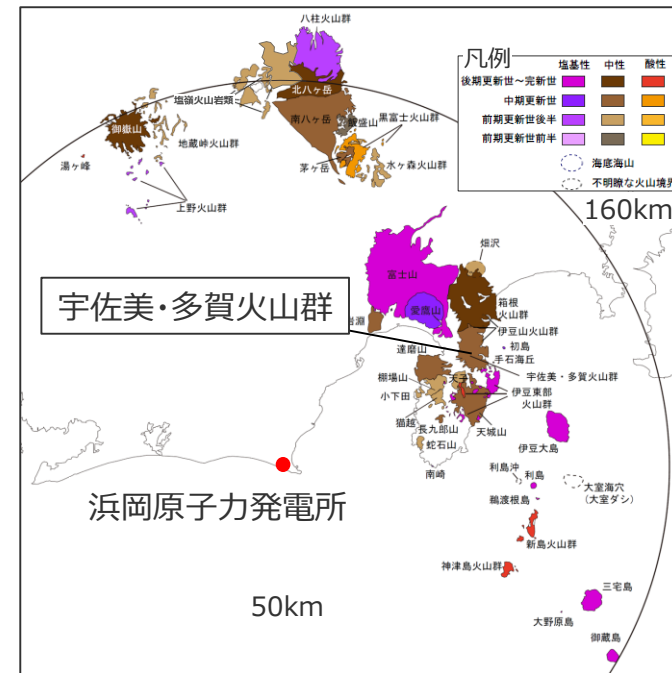 八柱火山群
凡例
塩基性 中性 酸性
後期更新世～完新世
中期更新世
前期更新世後半
前期更新世前半
海底海山
不明瞭な火山境界
160km
塩嶺火山岩類
北八ヶ岳
御嶽山
南八ヶ岳
黒富士火山群
地蔵峠火山群
湯ヶ峰
茅ヶ岳
水ヶ森火山群
上野火山群
畑沢
富士山
宇佐美・多賀火山群
愛鷹山
箱根
火山群
岩淵
伊豆山火山群
初島
達磨山
手石海丘
棚場山
天子
宇佐美・多賀火山群
小下田
伊豆東部
火山群
猫越
長九郎山
天城山
蛇石山
伊豆大島
南崎
利島沖
利島
大室海穴
（大室ダシ）
鵜渡根島
浜岡原子力発電所
新島火山群
神津島火山群
50km
三宅島
大野原島
御蔵島